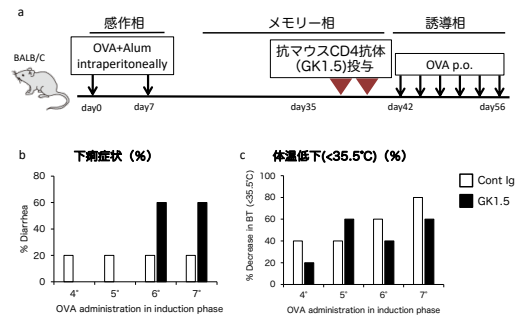 a
感作相
メモリー相
誘導相
BALB/C
OVA+Alum
intraperitoneally
抗マウスCD4抗体
(GK1.5)投与
OVA p.o.
day0
day7
day35
day42
day56
b
下痢症状（%）
% Diarrhea
80
60
40
20
0
4°
5°
6°
7°
OVA administration in induction phase
c
体温低下(<35.5℃)（%）
% Decrease in BT (<35.5℃)
100
80
60
40
20
0
4°
5°
6°
7°
OVA administration in induction phase
Cont Ig
GK1.5